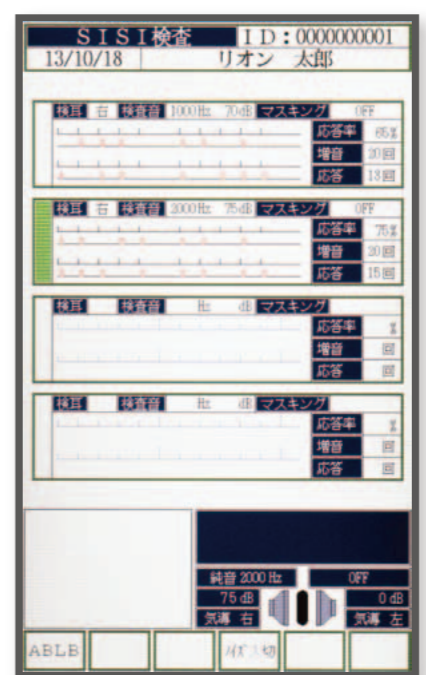 SISI検査 ID:0000000001
13/10/18 リオン 太郎
検耳 右 検査音 1000Hz 70dB マスキング OFF
応答率 65%
増音 20回
応答 13回
検耳 右 検査音 2000Hz 75dB マスキング OFF
応答率 75%
増音 20回
応答 15回
検耳 検査音 Hz dB マスキング
応答率 %
増音 回
応答 回
検耳 検査音 Hz dB マスキング
応答率 %
増音 回
応答 回
純音 2000Hz OFF
75 dB 0 dB
気導 右 気導 左
ABLB ノイズ 切